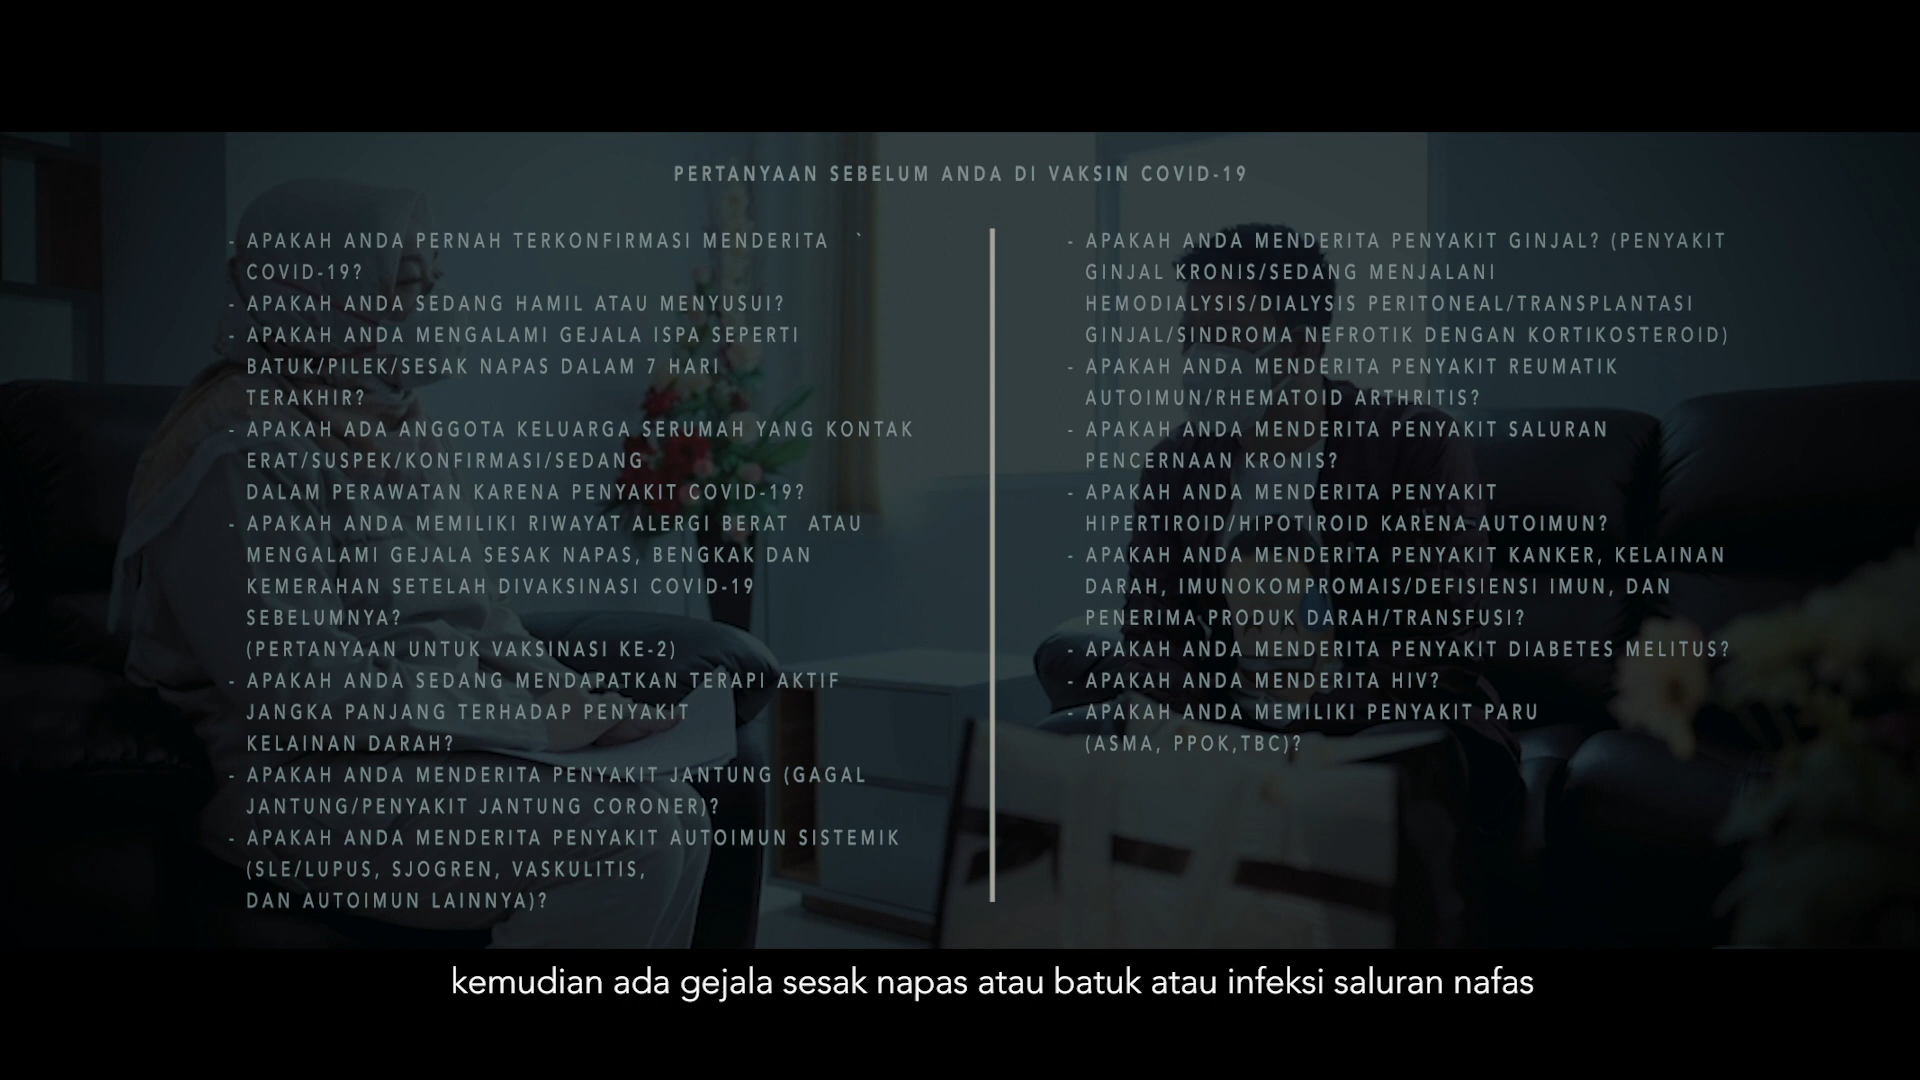 PERTANYAAN SEBELUM ANDA DI VAKSIN COVID-19
- APAKAH ANDA PERNAH TERKONFIRMASI MENDERITA `
COVID-19?
- APAKAH ANDA SEDANG HAMIL ATAU MENYUSUI?
- APAKAH ANDA MENGALAMI GEJALA ISPA SEPERTI
BATUK/PILEK/SESAK NAPAS DALAM 7 HARI
TERAKHIR?
- APAKAH ADA ANGGOTA KELUARGA SERUMAH YANG KONTAK
ERAT/SUSPEK/KONFIRMASI/SEDANG
DALAM PERAWATAN KARENA PENYAKIT COVID-19?
- APAKAH ANDA MEMILIKI RIWAYAT ALERGI BERAT ATAU
MENGALAMI GEJALA SESAK NAPAS, BENGKAK DAN
KEMERAHAN SETELAH DIVAKSINASI COVID-19
SEBELUMNYA?
(PERTANYAAN UNTUK VAKSINASI KE-2)
- APAKAH ANDA SEDANG MENDAPATKAN TERAPI AKTIF
JANGKA PANJANG TERHADAP PENYAKIT
KELAINAN DARAH?
- APAKAH ANDA MENDERITA PENYAKIT JANTUNG (GAGAL
JANTUNG/PENYAKIT JANTUNG CORONER)?
- APAKAH ANDA MENDERITA PENYAKIT AUTOIMUN SISTEMIK
(SLE/LUPUS, SJOGREN, VASKULITIS,
DAN AUTOIMUN LAINNYA)?
- APAKAH ANDA MENDERITA PENYAKIT GINJAL? (PENYAKIT
GINJAL KRONIS/SEDANG MENJALANI
HEMODIALYSIS/DIALYSIS PERITONEAL/TRANSPLANTASI
GINJAL/SINDROMA NEFROTIK DENGAN KORTIKOSTEROID)
- APAKAH ANDA MENDERITA PENYAKIT REUMATIK
AUTOIMUN/RHEMATOID ARTHRITIS?
- APAKAH ANDA MENDERITA PENYAKIT SALURAN
PENCERNAAN KRONIS?
- APAKAH ANDA MENDERITA PENYAKIT
HIPERTIROID/HIPOTIROID KARENA AUTOIMUN?
- APAKAH ANDA MENDERITA PENYAKIT KANKER, KELAINAN
DARAH, IMUNOKOMPROMAIS/DEFISIENSI IMUN, DAN
PENERIMA PRODUK DARAH/TRANSFUSI?
- APAKAH ANDA MENDERITA PENYAKIT DIABETES MELITUS?
- APAKAH ANDA MENDERITA HIV?
- APAKAH ANDA MEMILIKI PENYAKIT PARU
(ASMA, PPOK,TBC)?
kemudian ada gejala sesak napas atau batuk atau infeksi saluran nafas